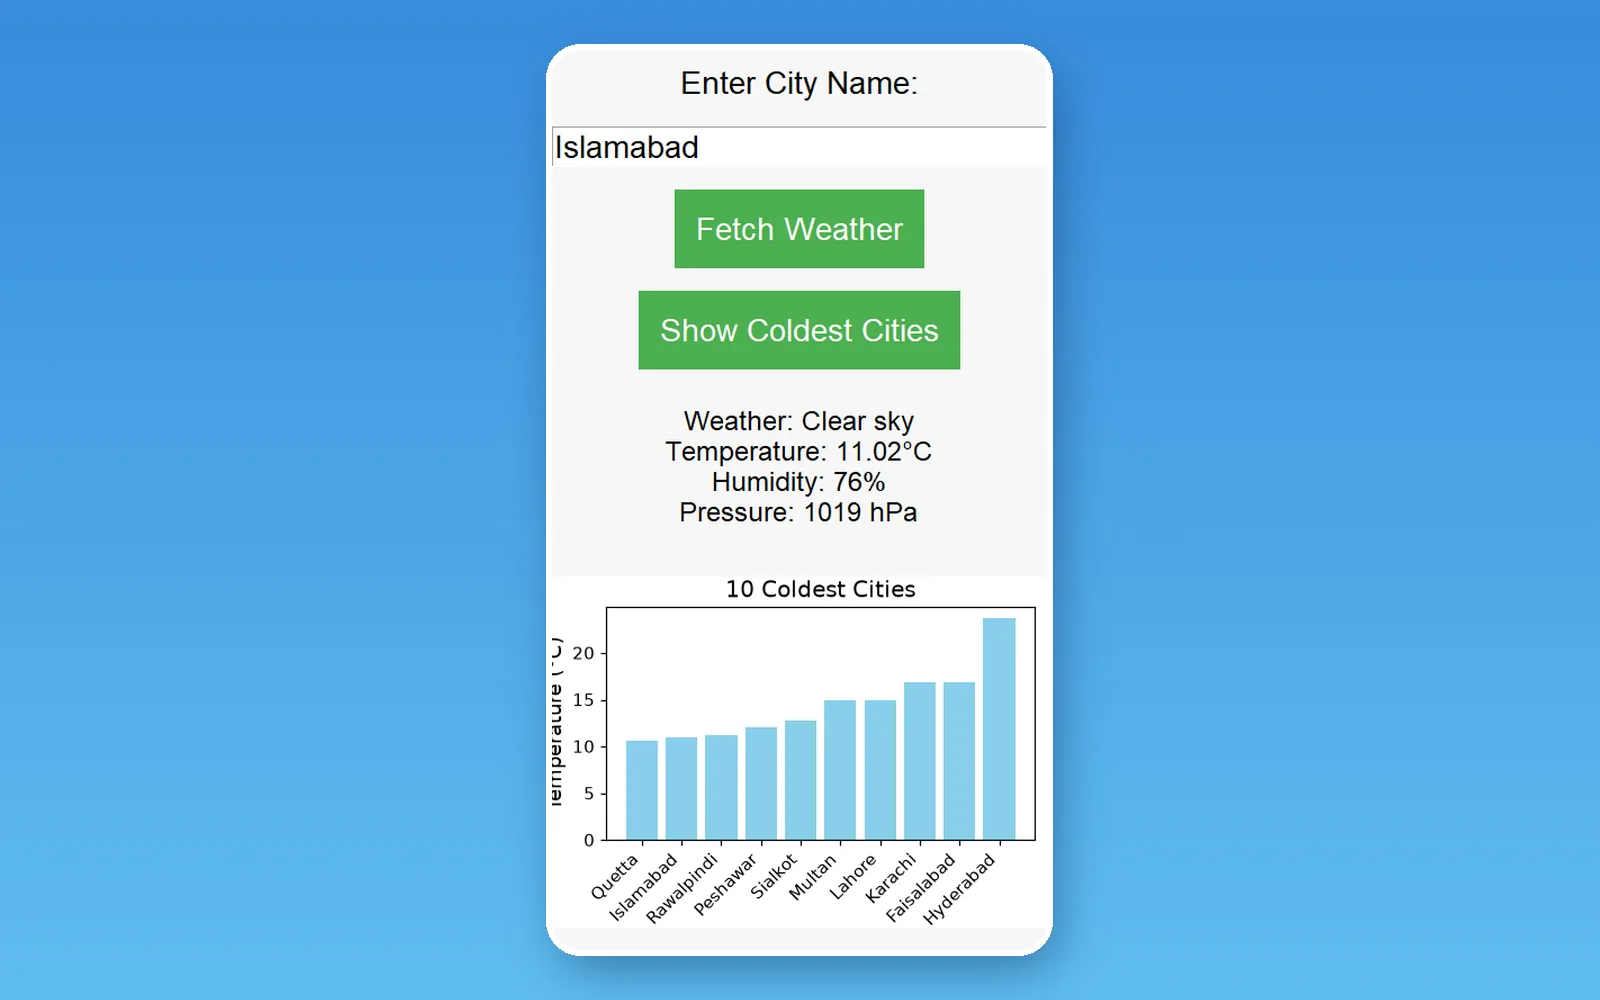 Enter City Name:
Islamabad
Fetch Weather
Show Coldest Cities
Weather: Clear sky
Temperature: 11.02°C
Humidity: 76%
Pressure: 1019 hPa
10 Coldest Cities
Temperature (°C)
20
15
10
5
0
Quetta
Islamabad
Rawalpindi
Peshawar
Sialkot
Multan
Lahore
Karachi
Faisalabad
Hyderabad